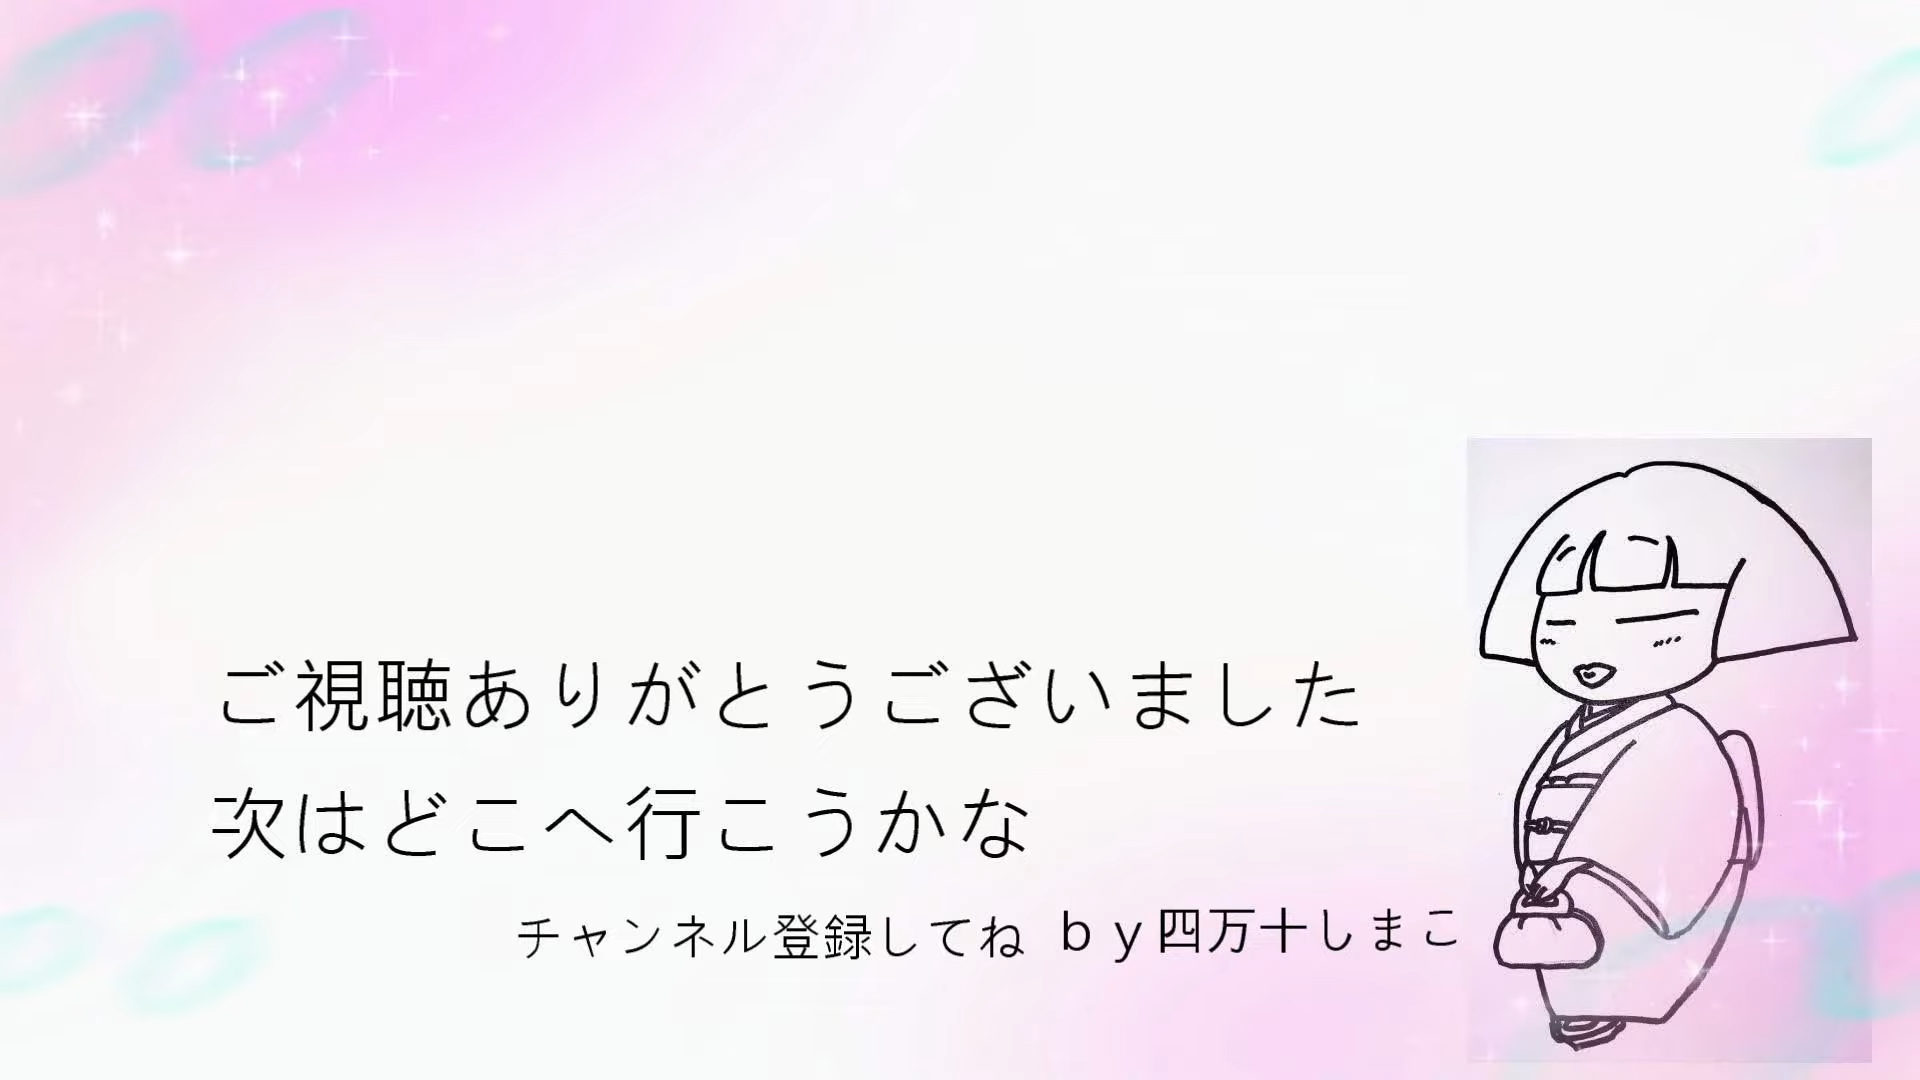 ご視聴ありがとうございました
次はどこへ行こうかな
チャンネル登録してね ｂｙ四万十しまこ